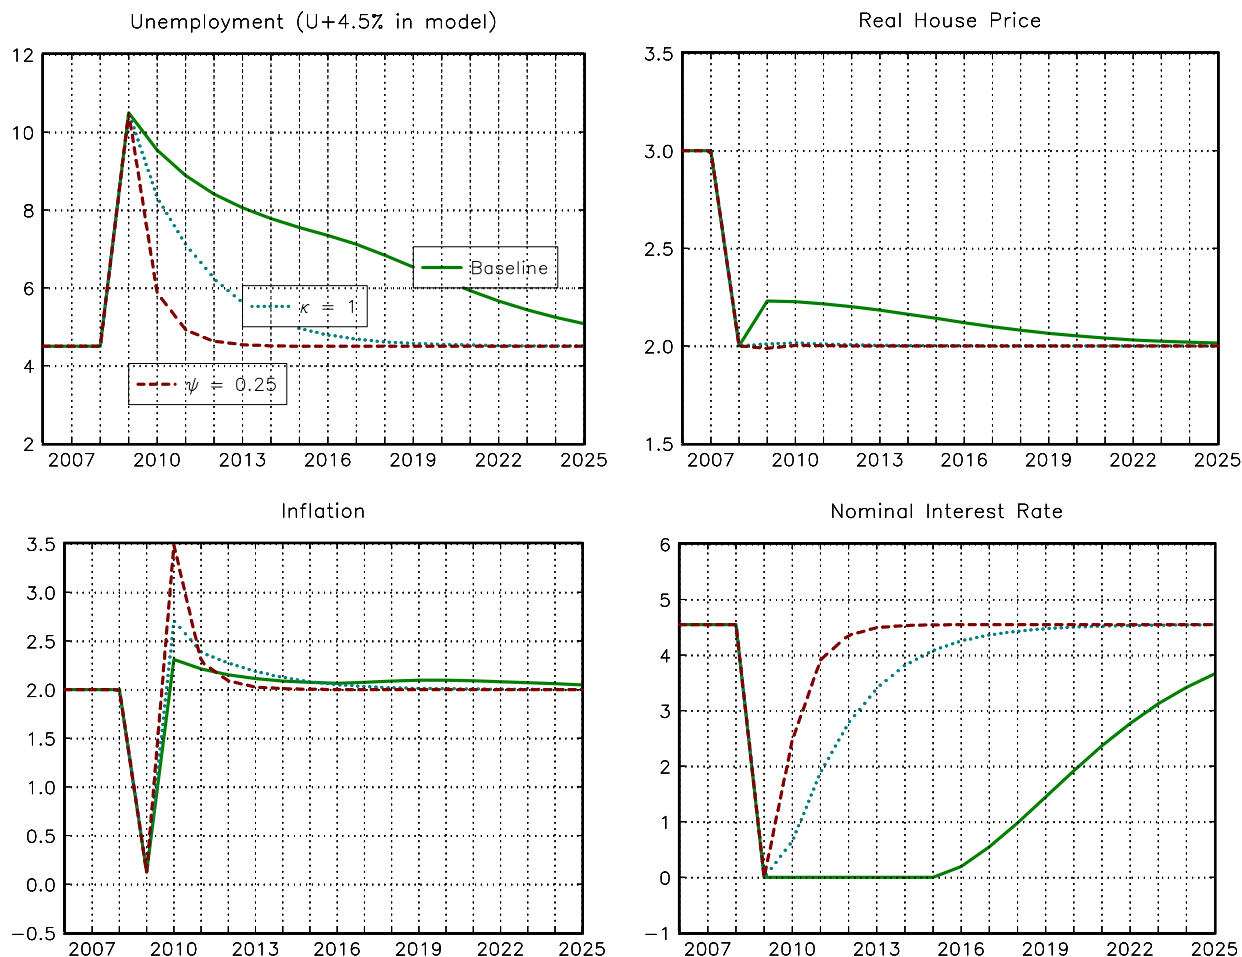 Unemployment (U+4.5% in model)
12
10
8
6
4
2
Baseline
κ = 1
ψ = 0.25
2007 2010 2013 2016 2019 2022 2025
Real House Price
3.5
3.0
2.5
2.0
1.5
2007 2010 2013 2016 2019 2022 2025
Inflation
3.5
3.0
2.5
2.0
1.5
1.0
0.5
0.0
−0.5
2007 2010 2013 2016 2019 2022 2025
Nominal Interest Rate
6
5
4
3
2
1
0
−1
2007 2010 2013 2016 2019 2022 2025